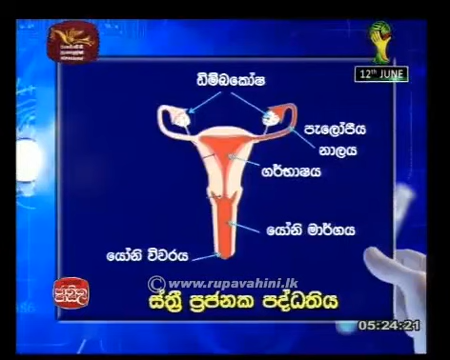 ඩිම්බකෝෂ
12TH JUNE
පැලෝපීය
නාලය
ගර්භාෂය
යෝනි මාර්ගය
යෝනි විවරය
© www.rupavahini.lk
ස්ත්‍රී ප්‍රජනක පද්ධතිය
05:24:21